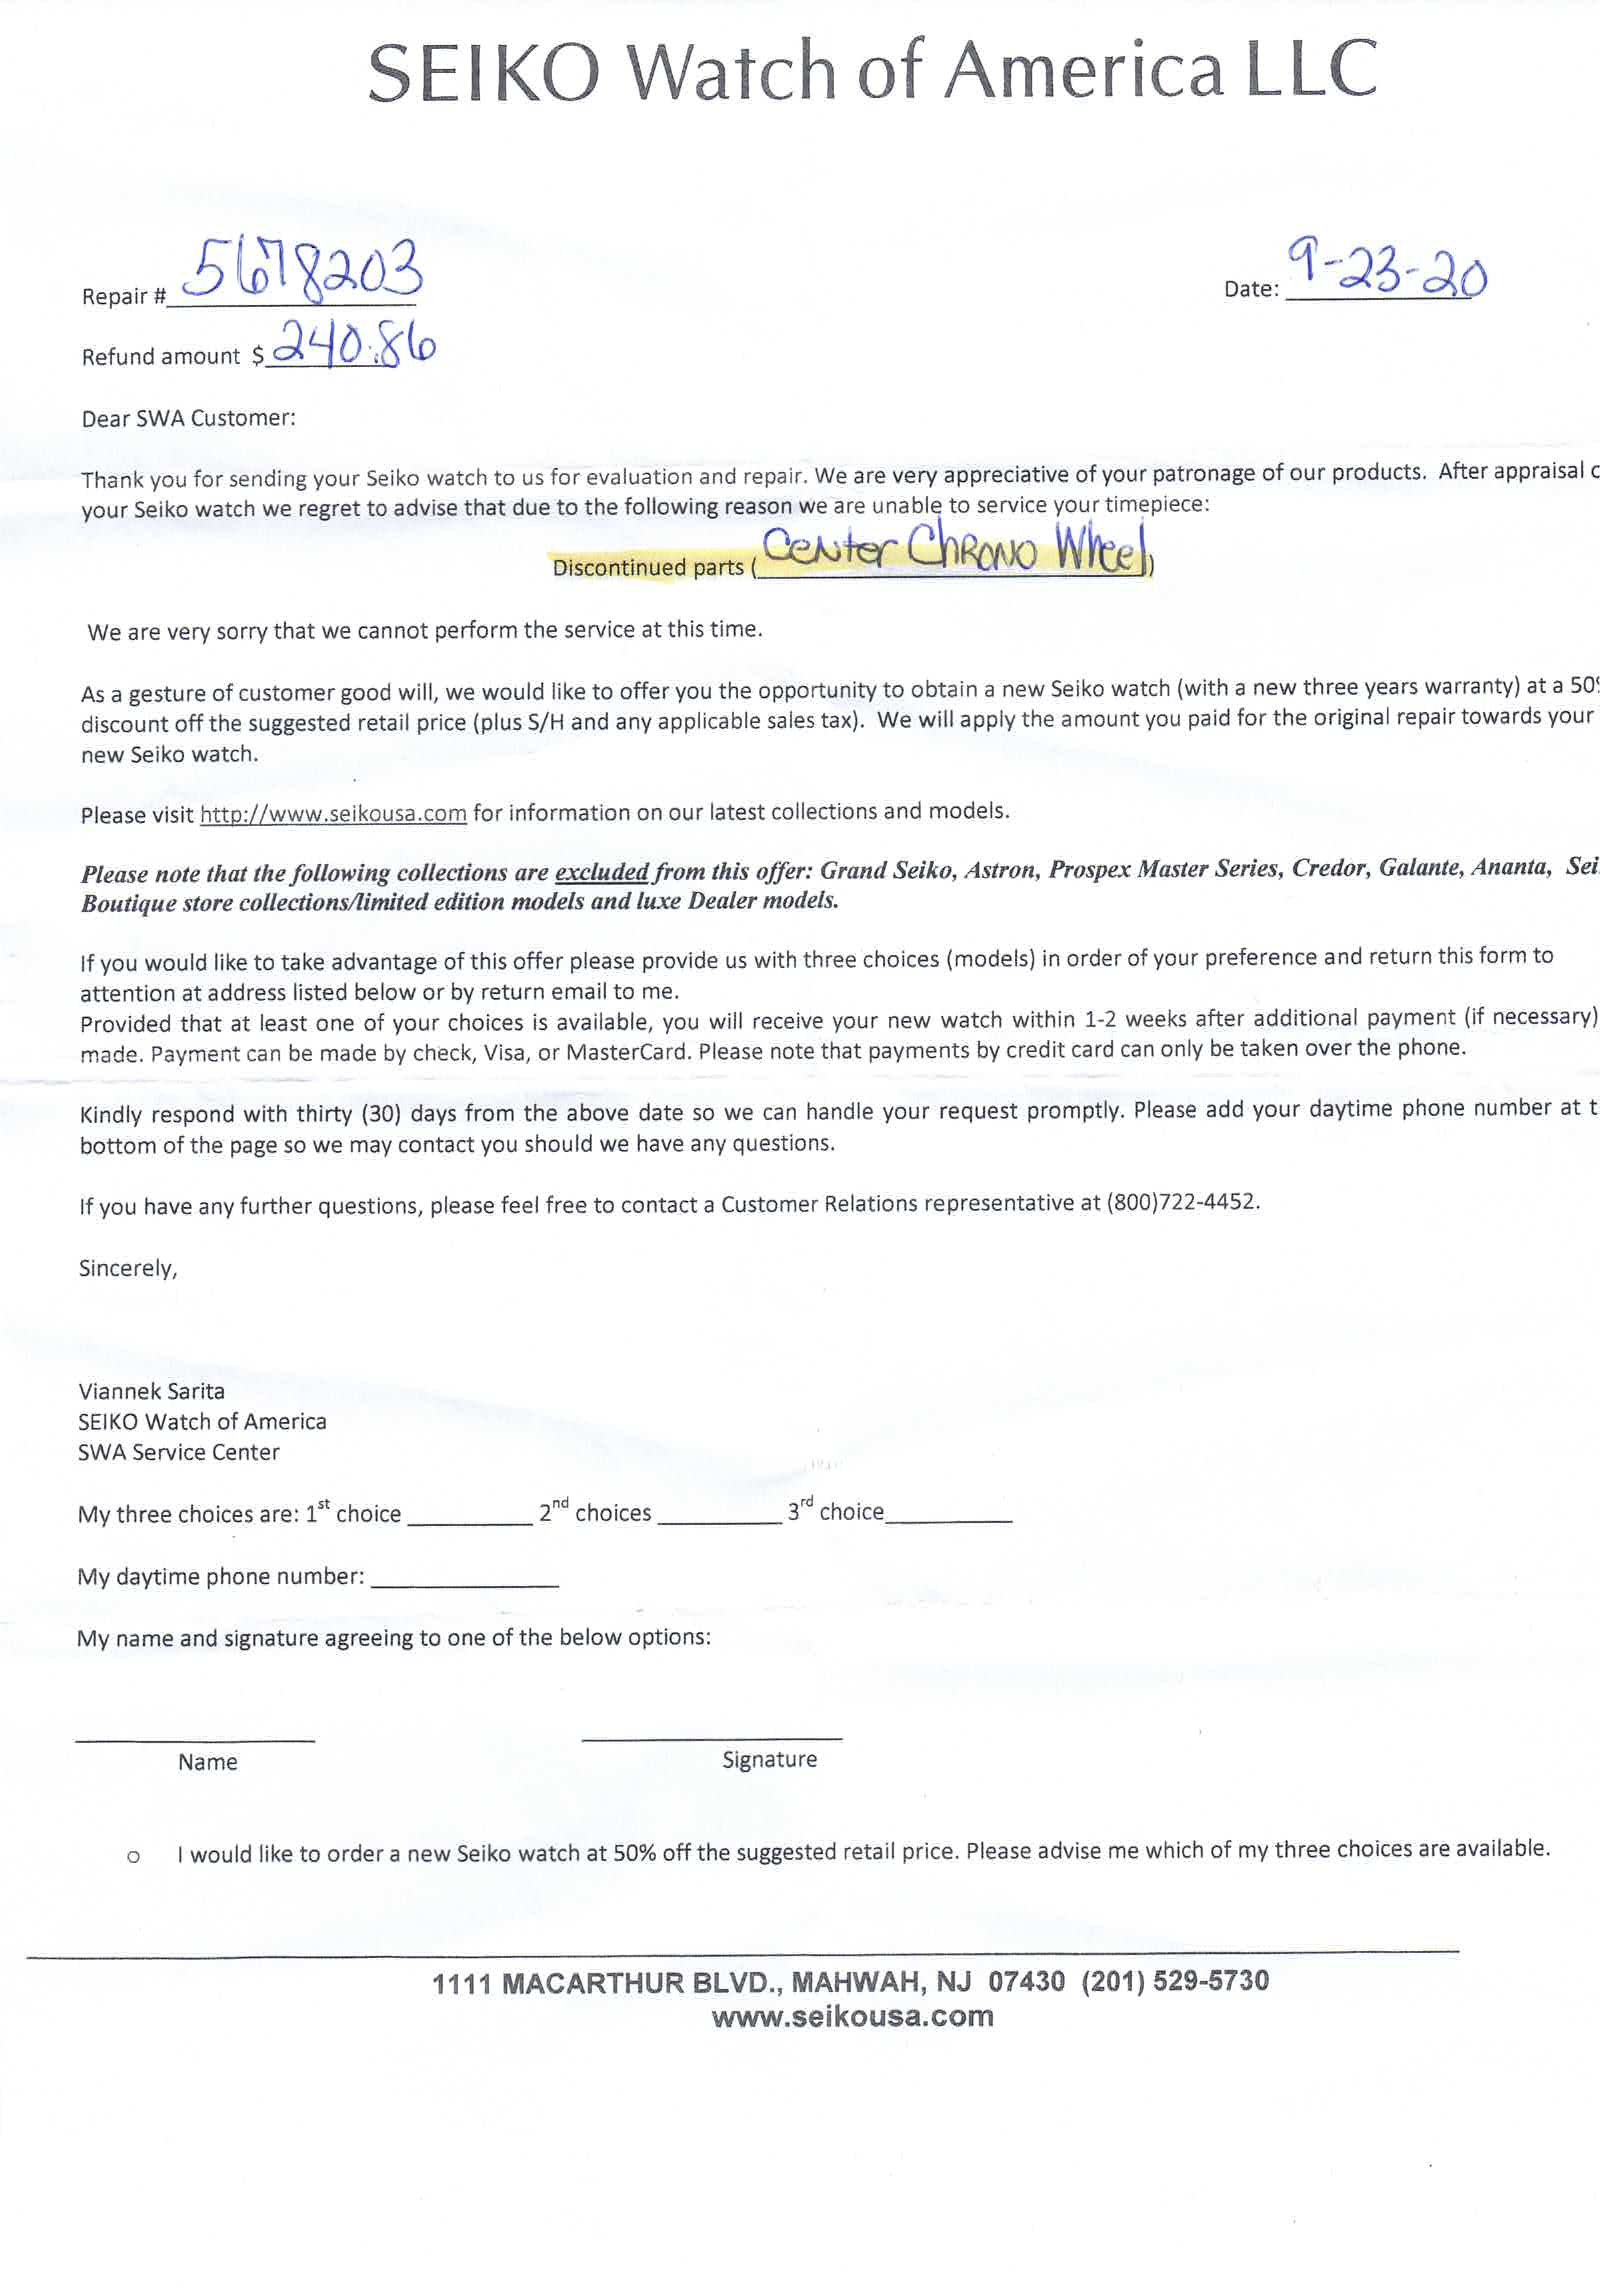 SEIKO Watch of America LLC
Repair # 5678203
Date: 9-23-20
Refund amount $ 240.86
Dear SWA Customer:
Thank you for sending your Seiko watch to us for evaluation and repair. We are very appreciative of your patronage of our products. After appraisal
your Seiko watch we regret to advise that due to the following reason we are unable to service your timepiece:
Discontinued parts (Center Chrono Wheel)
We are very sorry that we cannot perform the service at this time.
As a gesture of customer good will, we would like to offer you the opportunity to obtain a new Seiko watch (with a new three years warranty) at a 50%
discount off the suggested retail price (plus S/H and any applicable sales tax). We will apply the amount you paid for the original repair towards your
new Seiko watch.
Please visit http://www.seikousa.com for information on our latest collections and models.
Please note that the following collections are excluded from this offer: Grand Seiko, Astron, Prospex Master Series, Credor, Galante, Ananta, Sei
Boutique store collections/limited edition models and luxe Dealer models.
If you would like to take advantage of this offer please provide us with three choices (models) in order of your preference and return this form to
attention at address listed below or by return email to me.
Provided that at least one of your choices is available, you will receive your new watch within 1-2 weeks after additional payment (if necessary)
made. Payment can be made by check, Visa, or MasterCard. Please note that payments by credit card can only be taken over the phone.
Kindly respond with thirty (30) days from the above date so we can handle your request promptly. Please add your daytime phone number at t
bottom of the page so we may contact you should we have any questions.
If you have any further questions, please feel free to contact a Customer Relations representative at (800)722-4452.
Sincerely,
Viannek Sarita
SEIKO Watch of America
SWA Service Center
My three choices are: 1st choice __________ 2nd choices __________ 3rd choice __________
My daytime phone number: _______________
My name and signature agreeing to one of the below options:
Name Signature
o I would like to order a new Seiko watch at 50% off the suggested retail price. Please advise me which of my three choices are available.
1111 MACARTHUR BLVD., MAHWAH, NJ 07430 (201) 529-5730
www.seikousa.com